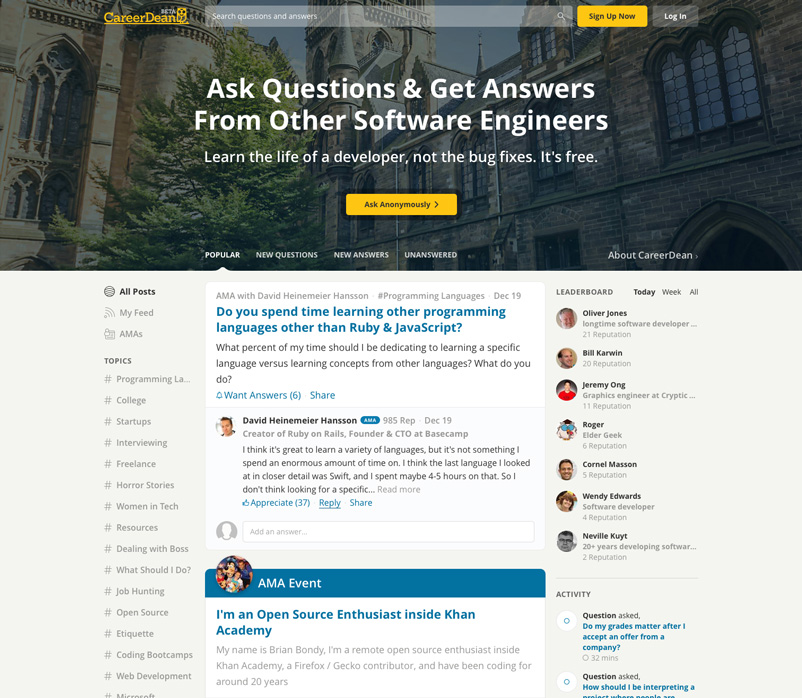 BETA
CareerDean
Search questions and answers
Sign Up Now
Log In
Ask Questions & Get Answers
From Other Software Engineers
Learn the life of a developer, not the bug fixes. It's free.
Ask Anonymously
POPULAR
NEW QUESTIONS
NEW ANSWERS
UNANSWERED
About CareerDean
All Posts
My Feed
AMAs
TOPICS
# Programming La...
# College
# Startups
# Interviewing
# Freelance
# Horror Stories
# Women in Tech
# Resources
# Dealing with Boss
# What Should I Do?
# Job Hunting
# Open Source
# Etiquette
# Coding Bootcamps
# Web Development
# Microsoft
AMA with David Heinemeier Hansson · #Programming Languages · Dec 19
Do you spend time learning other programming
languages other than Ruby & JavaScript?
What percent of my time should I be dedicating to learning a specific
language versus learning concepts from other languages? What do you
do?
Want Answers (6) · Share
David Heinemeier Hansson AMA 985 Rep · Dec 19
Creator of Ruby on Rails, Founder & CTO at Basecamp
I think it's great to learn a variety of languages, but it's not something I
spend an enormous amount of time on. I think the last language I looked
at in closer detail was Swift, and I spent maybe 4-5 hours on that. So I
don't think looking for a specific... Read more
Appreciate (37) · Reply · Share
Add an answer...
AMA Event
I'm an Open Source Enthusiast inside Khan
Academy
My name is Brian Bondy, I'm a remote open source enthusiast inside
Khan Academy, a Firefox / Gecko contributor, and have been coding for
around 20 years
LEADERBOARD
Today
Week
All
Oliver Jones
longtime software developer ...
21 Reputation
Bill Karwin
20 Reputation
Jeremy Ong
Graphics engineer at Cryptic ...
11 Reputation
Roger
Elder Geek
6 Reputation
Cornel Masson
5 Reputation
Wendy Edwards
Software developer
4 Reputation
Neville Kuyt
20+ years developing softwar...
2 Reputation
ACTIVITY
Question asked,
Do my grades matter after I
accept an offer from a
company?
32 mins
Question asked,
How should I be interpreting a
project where people are